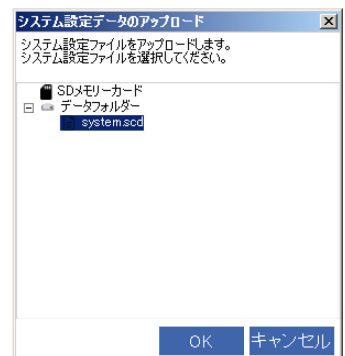 システム設定データのアップロード
システム設定ファイルをアップロードします。
システム設定ファイルを選択してください。
SDメモリーカード
データフォルダー
system.scd
OK キャンセル